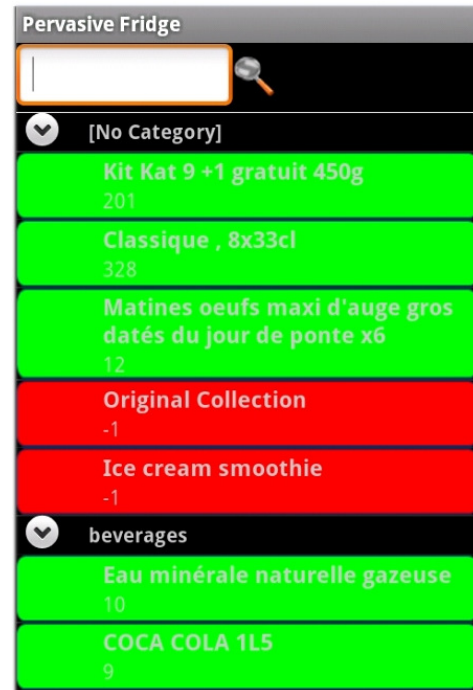 Pervasive Fridge
[No Category]
Kit Kat 9 +1 gratuit 450g
201
Classique , 8x33cl
328
Matines oeufs maxi d'auge gros
datés du jour de ponte x6
12
Original Collection
-1
Ice cream smoothie
-1
beverages
Eau minérale naturelle gazeuse
10
COCA COLA 1L5
9